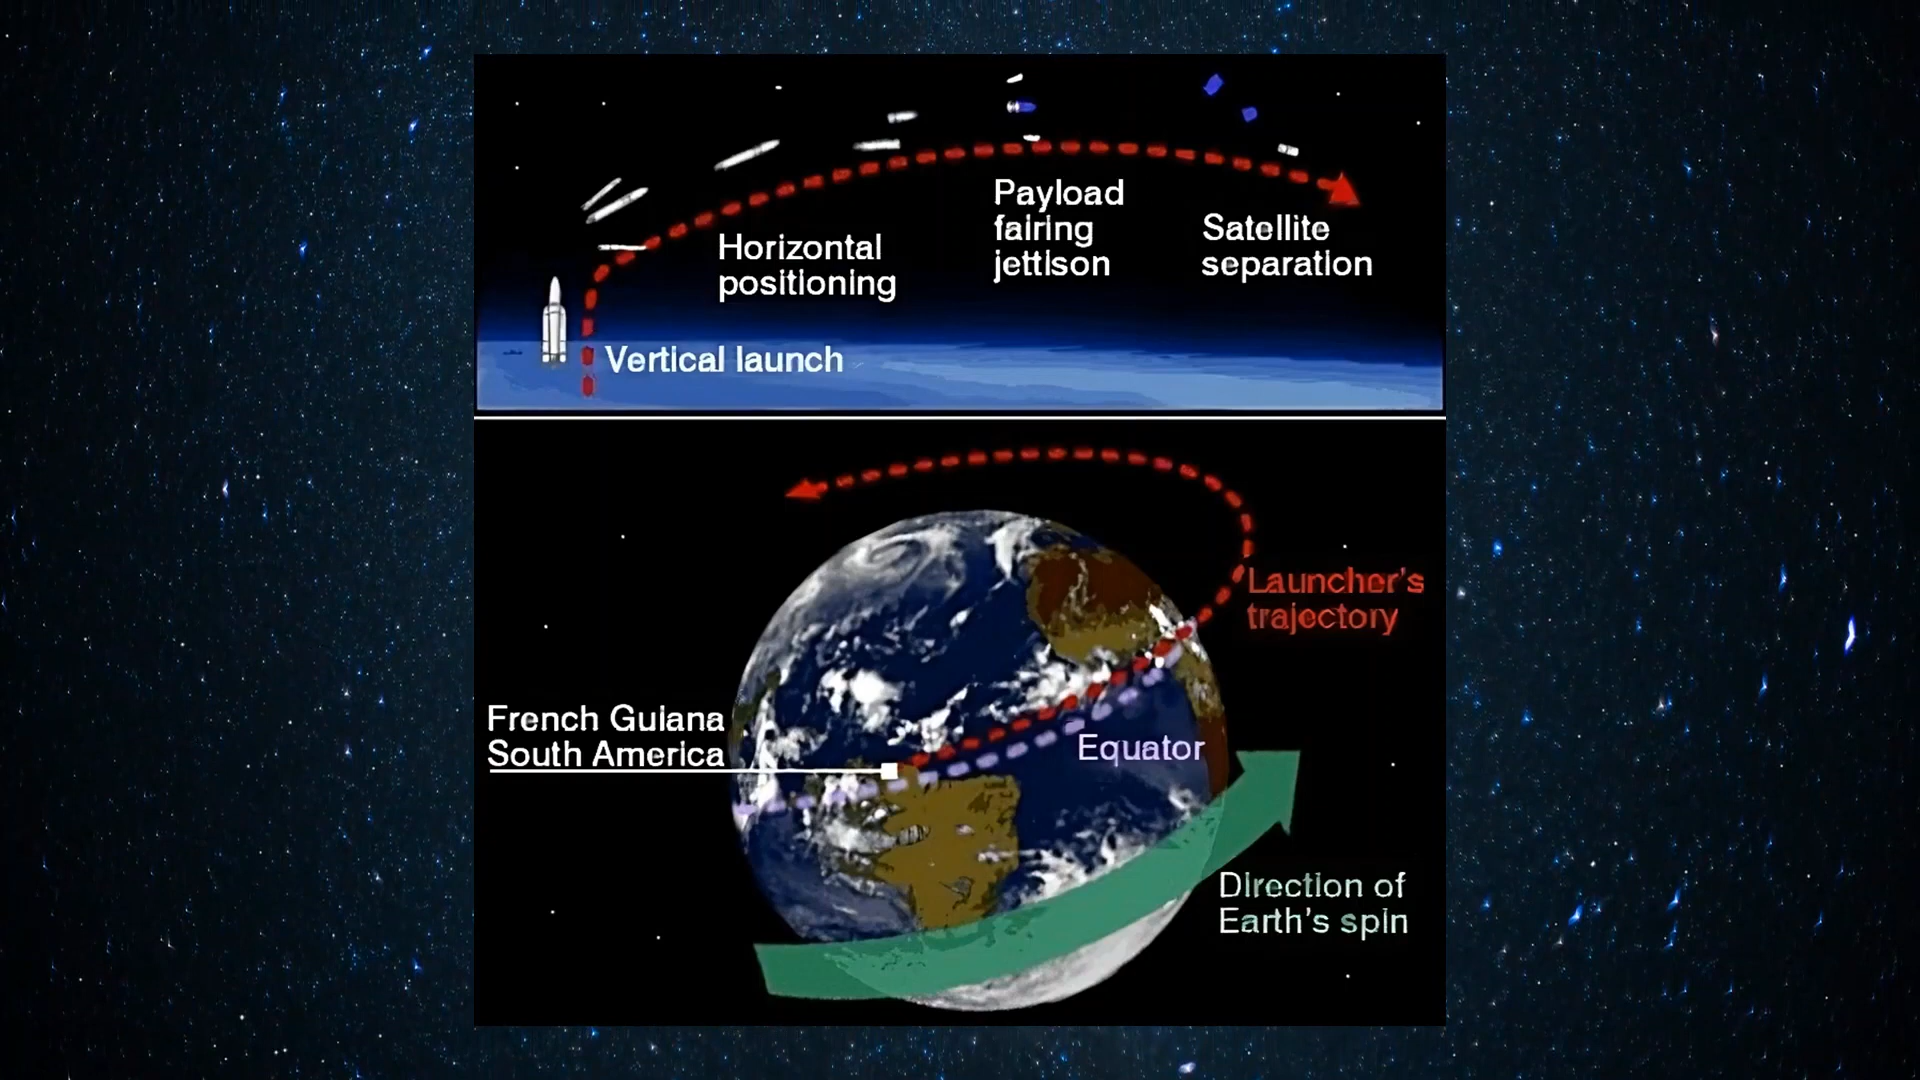 Payload
fairing
jettison
Satellite
separation
Horizontal
positioning
Vertical launch
Launcher's
trajectory
French Guiana
South America
Equator
Direction of
Earth's spin